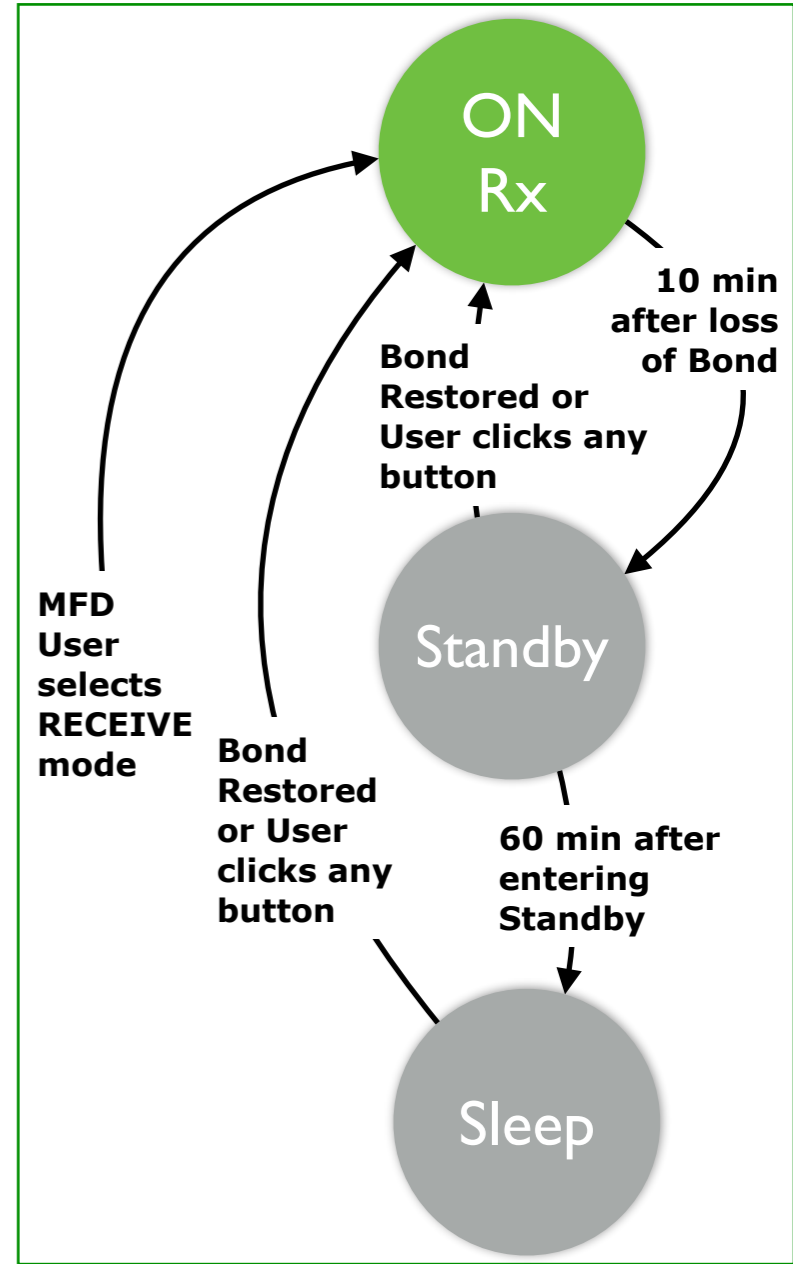 ON
Rx
10 min
after loss
of Bond
Bond
Restored or
User clicks any
button
Standby
MFD
User
selects
RECEIVE
mode
Bond
Restored
or User
clicks any
button
60 min after
entering
Standby
Sleep